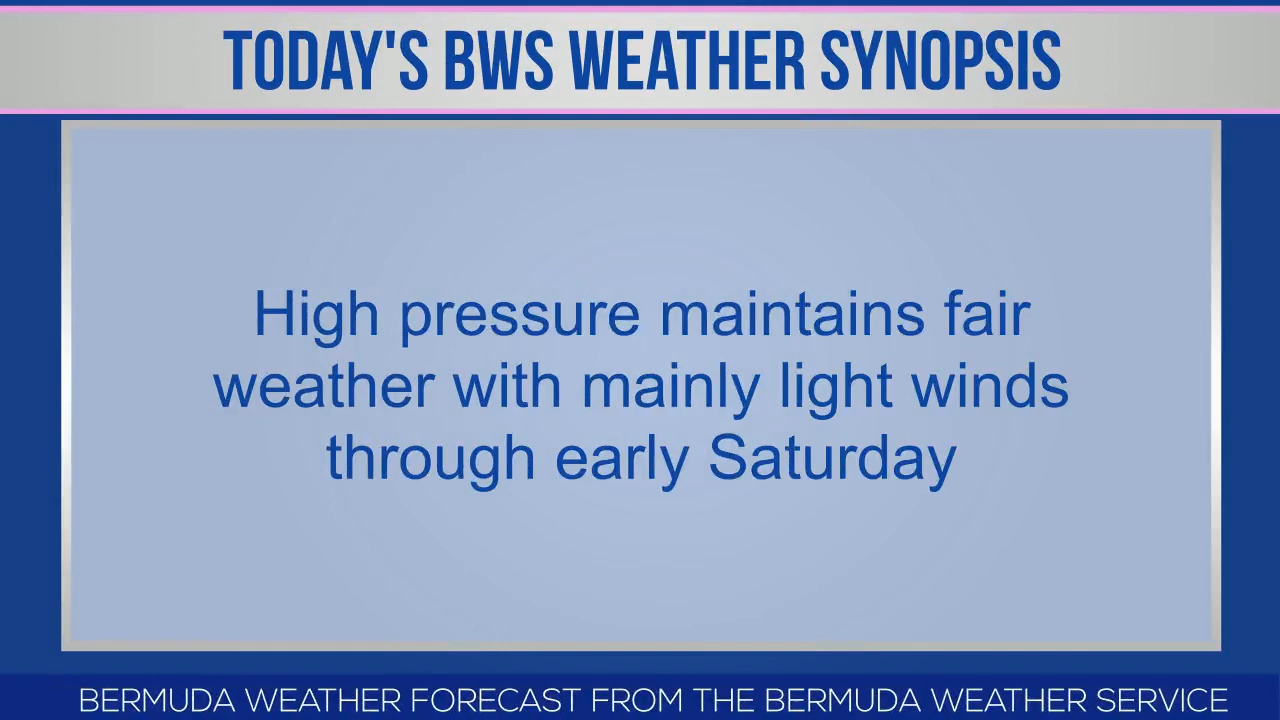 TODAY'S BWS WEATHER SYNOPSIS
High pressure maintains fair
weather with mainly light winds
through early Saturday
BERMUDA WEATHER FORECAST FROM THE BERMUDA WEATHER SERVICE